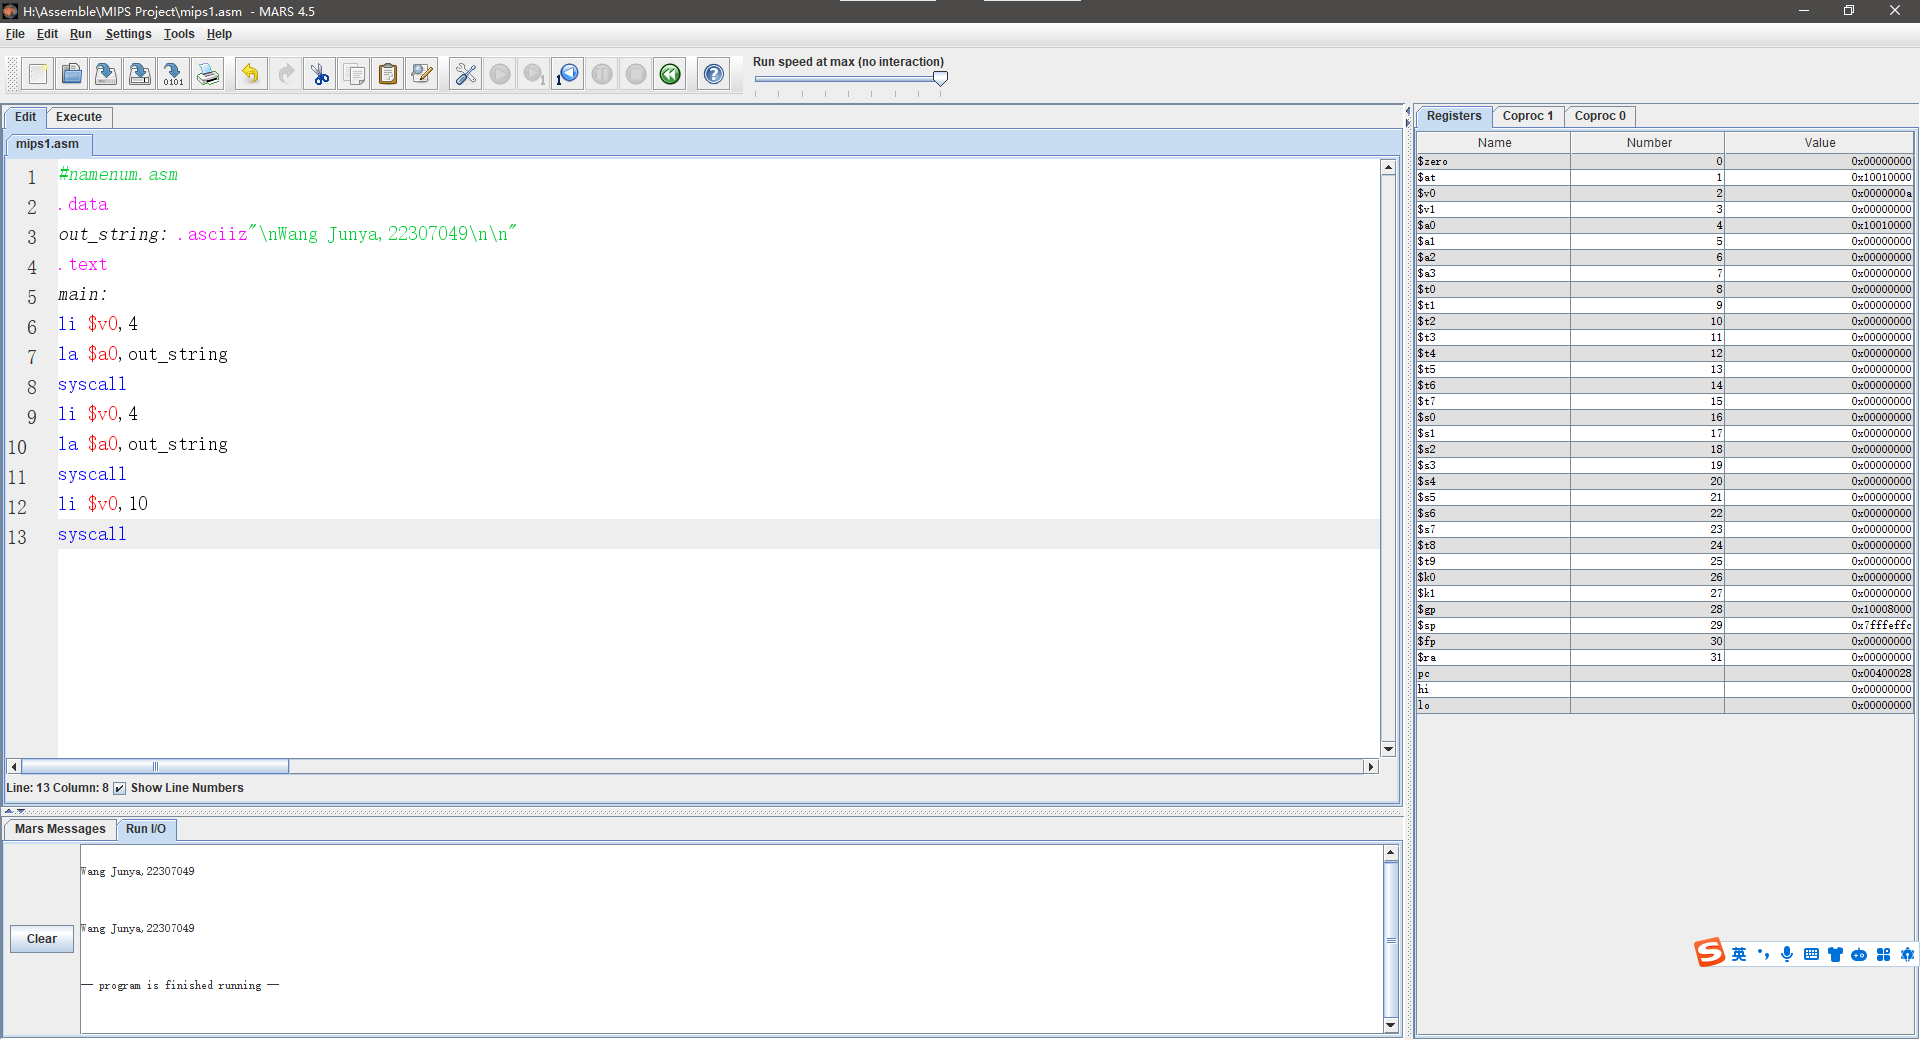 H:\Assemble\MIPS Project\mips1.asm - MARS 4.5
File Edit Run Settings Tools Help
Run speed at max (no interaction)
Edit Execute
mips1.asm
1 #namenum.asm
2 .data
3 out_string: .asciiz"\nWang Junya,22307049\n\n"
4 .text
5 main:
6 li $v0,4
7 la $a0,out_string
8 syscall
9 li $v0,4
10 la $a0,out_string
11 syscall
12 li $v0,10
13 syscall
Line: 13 Column: 8 Show Line Numbers
Mars Messages Run I/O
Clear
Wang Junya,22307049
Wang Junya,22307049
-- program is finished running --
Registers Coproc 1 Coproc 0
Name Number Value
$zero 0 0x00000000
$at 1 0x10010000
$v0 2 0x0000000a
$v1 3 0x00000000
$a0 4 0x10010000
$a1 5 0x00000000
$a2 6 0x00000000
$a3 7 0x00000000
$t0 8 0x00000000
$t1 9 0x00000000
$t2 10 0x00000000
$t3 11 0x00000000
$t4 12 0x00000000
$t5 13 0x00000000
$t6 14 0x00000000
$t7 15 0x00000000
$s0 16 0x00000000
$s1 17 0x00000000
$s2 18 0x00000000
$s3 19 0x00000000
$s4 20 0x00000000
$s5 21 0x00000000
$s6 22 0x00000000
$s7 23 0x00000000
$t8 24 0x00000000
$t9 25 0x00000000
$k0 26 0x00000000
$k1 27 0x00000000
$gp 28 0x10008000
$sp 29 0x7fffeffc
$fp 30 0x00000000
$ra 31 0x00000000
pc 0x00400028
hi 0x00000000
lo 0x00000000
英